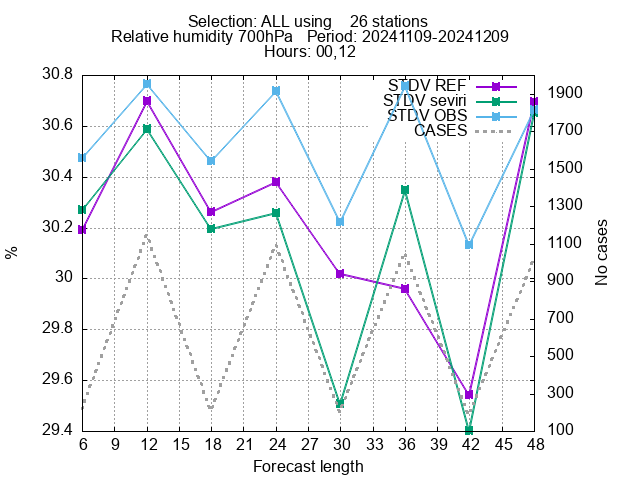 Selection: ALL using    26 stations
Relative humidity 700hPa   Period: 20241109-20241209
Hours: 00,12
STDV REF
STDV seviri
STDV OBS
CASES
30.8
30.6
30.4
30.2
30
29.8
29.6
29.4
%
1900
1700
1500
1300
1100
900
700
500
300
100
No cases
6 9 12 15 18 21 24 27 30 33 36 39 42 45 48
Forecast length